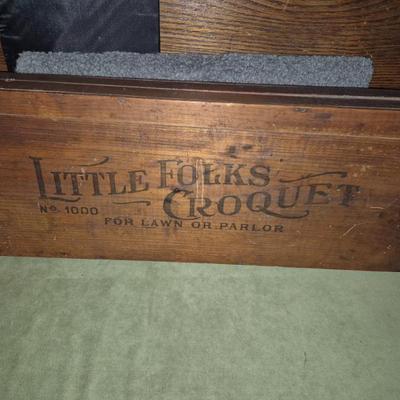 LITTLE FOLKS
No. 1000 CROQUET
FOR LAWN OR PARLOR